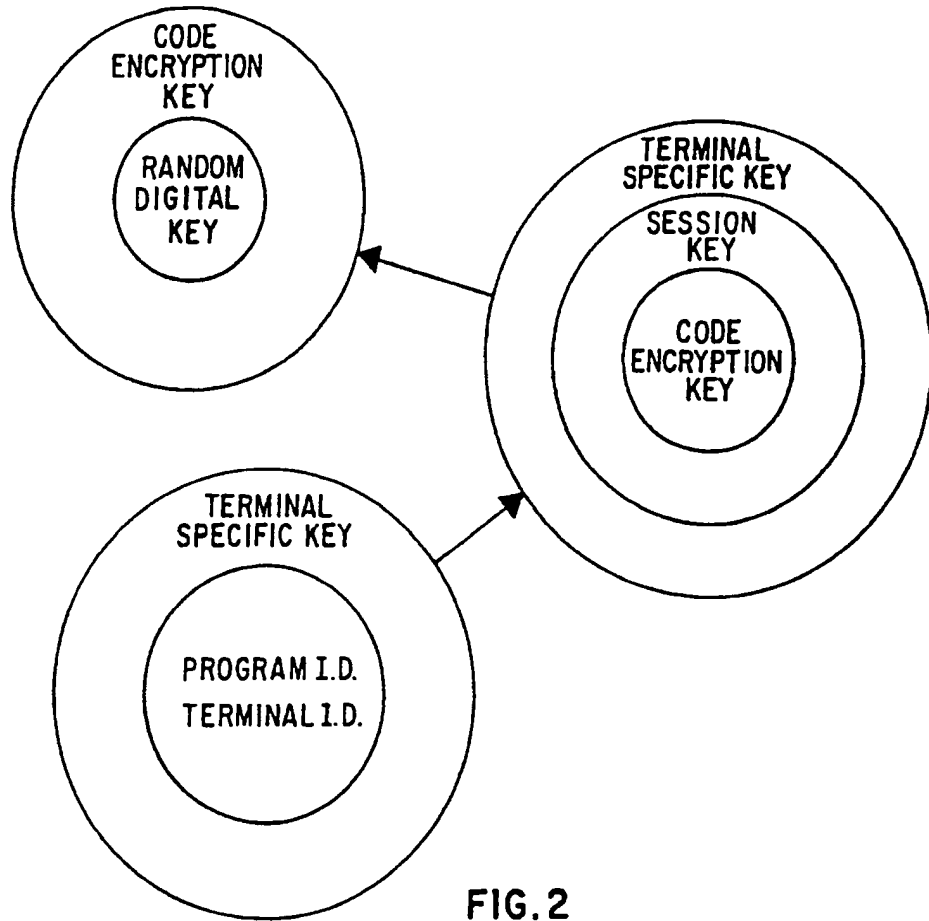 CODE
ENCRYPTION
KEY
RANDOM
DIGITAL
KEY
TERMINAL
SPECIFIC KEY
SESSION
KEY
CODE
ENCRYPTION
KEY
TERMINAL
SPECIFIC KEY
PROGRAM I.D.
TERMINAL I.D.
FIG.2